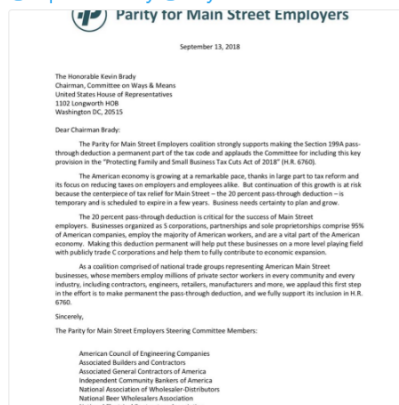 Parity for Main Street Employers
September 13, 2018
The Honorable Kevin Brady
Chairman, Committee on Ways & Means
United States House of Representatives
1102 Longworth HOB
Washington DC, 20515
Dear Chairman Brady:
The Parity for Main Street Employers coalition strongly supports making the Section 199A pass-
through deduction a permanent part of the tax code and applauds the Committee for including this key
provision in the "Protecting Family and Small Business Tax Cuts Act of 2018" (H.R. 6760).
The American economy is growing at a remarkable pace, thanks in large part to tax reform and
its focus on reducing taxes on employers and employees alike. But continuation of this growth is at risk
because the centerpiece of tax relief for Main Street – the 20 percent pass-through deduction – is
temporary and is scheduled to expire in a few years. Business needs certainty to plan and grow.
The 20 percent pass-through deduction is critical for the success of Main Street
employers. Businesses organized as S corporations, partnerships and sole proprietorships comprise 95%
of American companies, employ the majority of American workers, and are a vital part of the American
economy. Making this deduction permanent will help put these businesses on a more level playing field
with publicly trade C corporations and help them to fully contribute to economic expansion.
As a coalition comprised of national trade groups representing American Main Street
businesses, whose members employ millions of private sector workers in every community and every
industry, including contractors, engineers, retailers, manufacturers and more, we applaud this first step
in the effort is to make permanent the pass-through deduction, and we fully support its inclusion in H.R.
6760.
Sincerely,
The Parity for Main Street Employers Steering Committee Members:
American Council of Engineering Companies
Associated Builders and Contractors
Associated General Contractors of America
Independent Community Bankers of America
National Association of Wholesaler-Distributors
National Beer Wholesalers Association